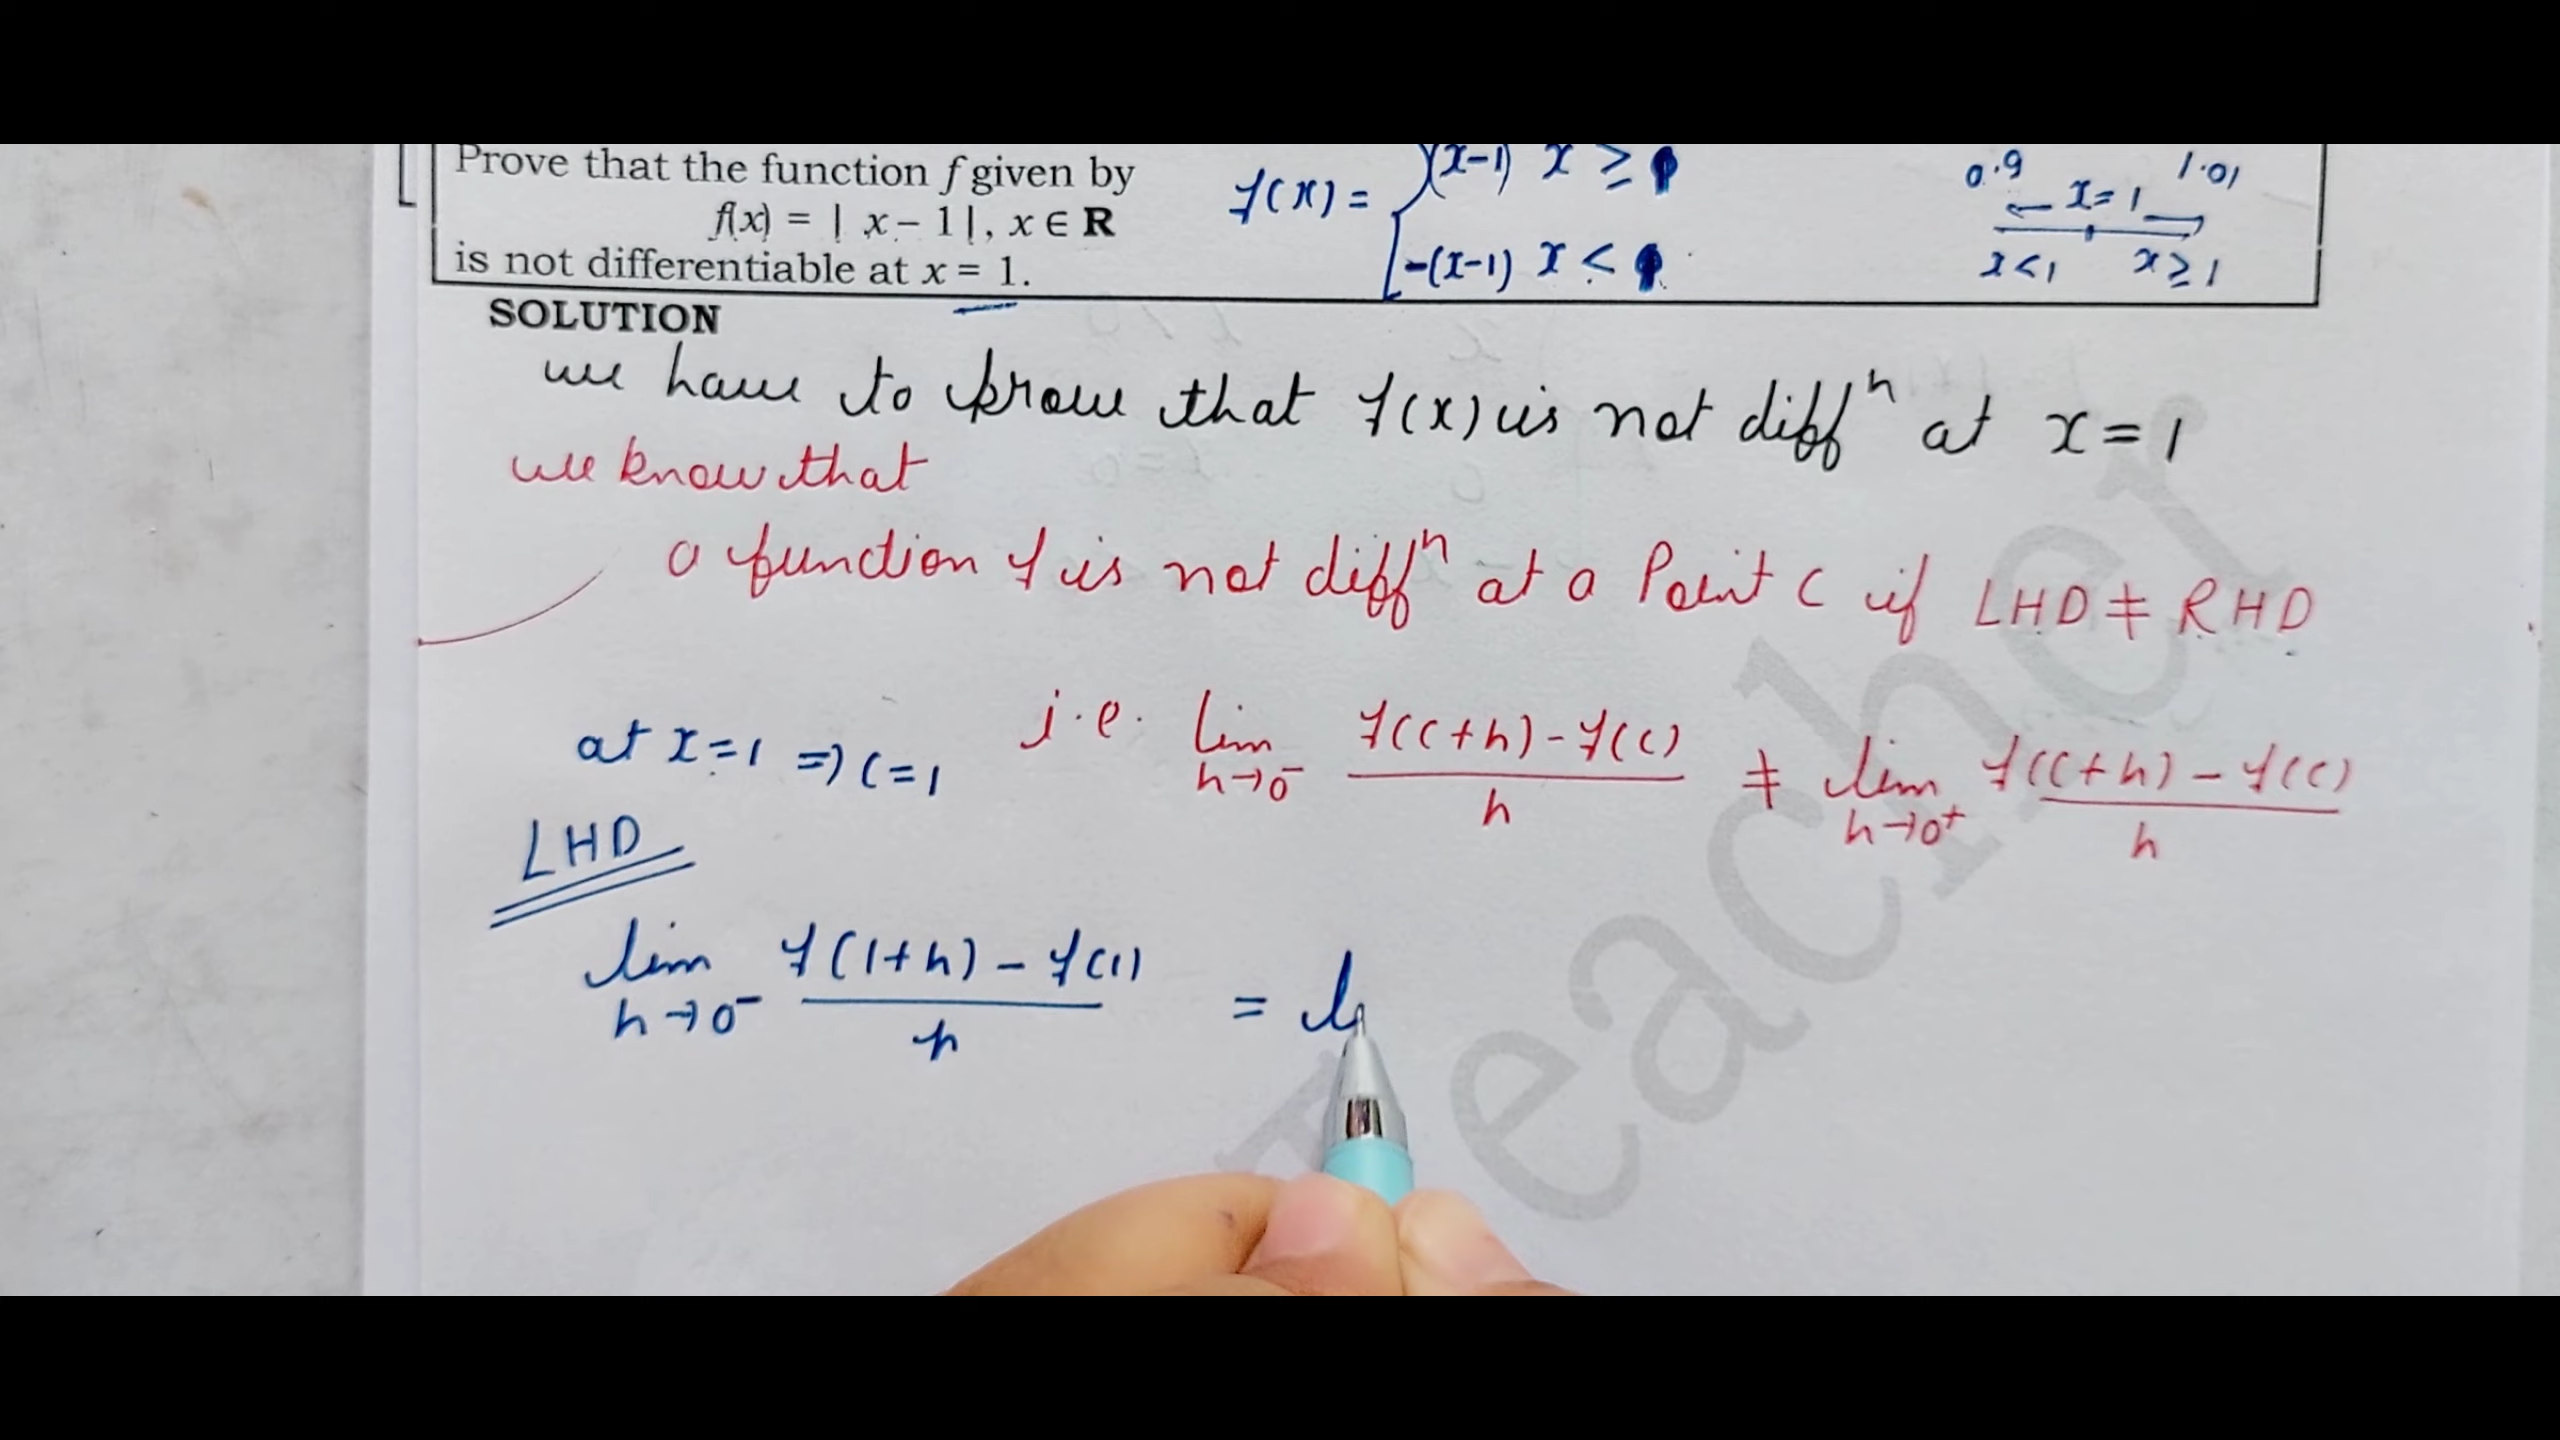 Prove that the function f given by
f(x) = | x – 1|, x ∈ R
is not differentiable at x = 1.
f(x) = { (x-1) x ≥ 1
-(x-1) x < 1
0.9 1.01
x=1
x<1 x≥1
SOLUTION
we have to know that f(x) is not diffⁿ at x = 1
we know that
a function f is not diffⁿ at a Point C if LHD ≠ RHD
i.e. lim h→0⁻ f(c+h) - f(c) / h ≠ lim h→0⁺ f(c+h) - f(c) / h
at x=1 ⇒ c=1
LHD
lim h→0⁻ f(1+h) - f(1) / h =
Teacher